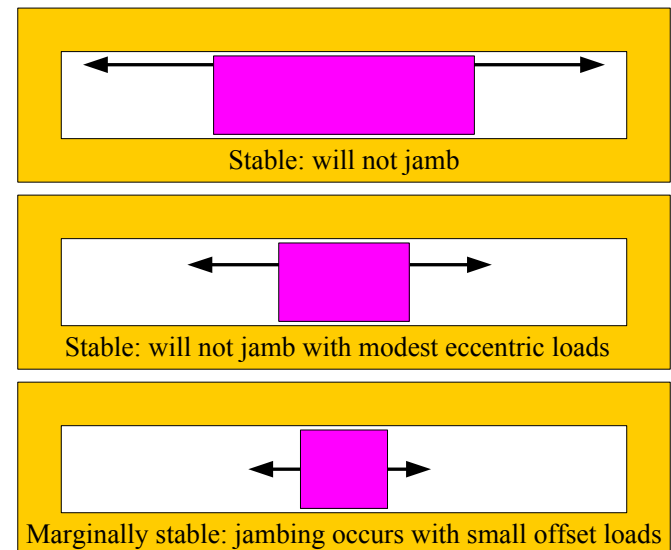 Stable: will not jamb
Stable: will not jamb with modest eccentric loads
Marginally stable: jambing occurs with small offset loads